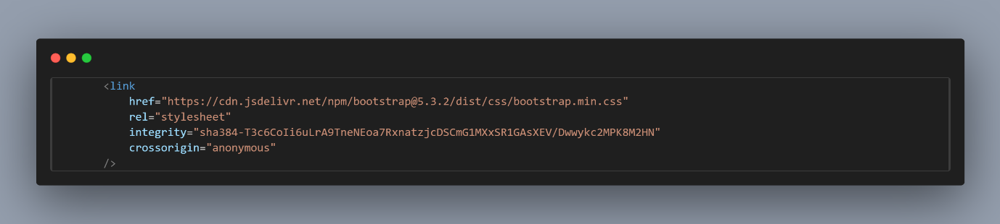 <link
href="https://cdn.jsdelivr.net/npm/bootstrap@5.3.2/dist/css/bootstrap.min.css"
rel="stylesheet"
integrity="sha384-T3c6CoIi6uLrA9TneNEoa7RxnatzjcDSCmG1MXxSR1GAsXEV/Dwwykc2MPK8M2HN"
crossorigin="anonymous"
/>